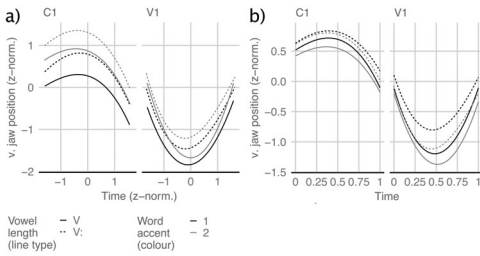 a)
C1 V1
v. jaw position (z-norm.)
1
0
−1
−2
−1 0 1 −1 0 1
Time (z-norm.)
b)
C1 V1
v. jaw position (z-norm.)
0.5
0.0
-0.5
-1.0
-1.5
0 0.25 0.5 0.75 1 0 0.25 0.5 0.75 1
Time
Vowel length (line type)
V
V:
Word accent (colour)
1
2